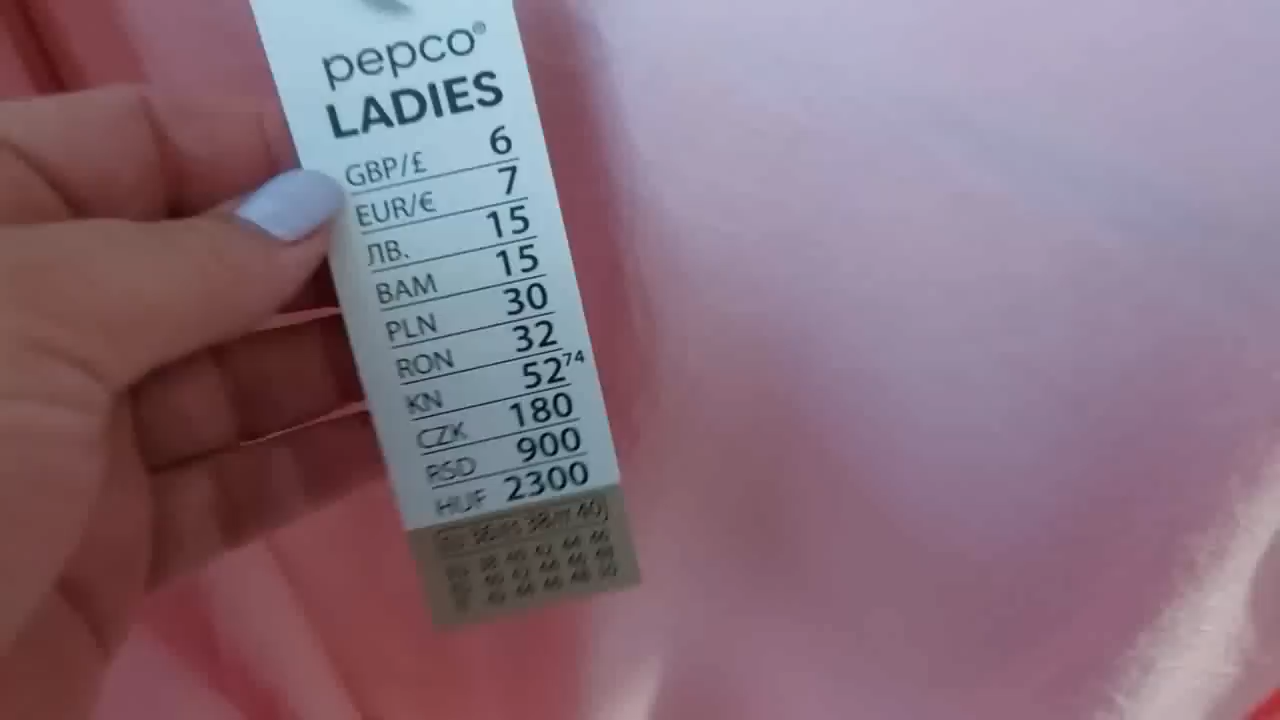 pepco®
LADIES
GBP/£ 6
EUR/€ 7
ЛВ. 15
BAM 15
PLN 30
RON 32
KN 52⁷⁴
CZK 180
RSD 900
HUF 2300